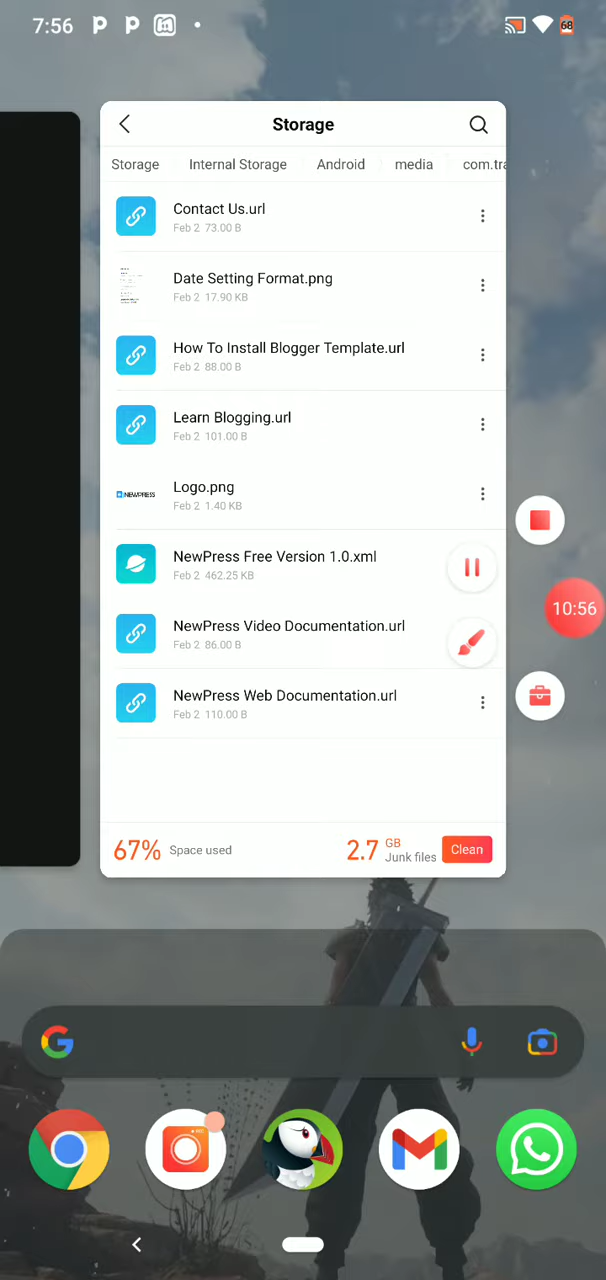 7:56
68
Storage
Storage
Internal Storage
Android
media
com.tra
Contact Us.url
Feb 2 73.00 B
Date Setting Format.png
Feb 2 17.90 KB
How To Install Blogger Template.url
Feb 2 88.00 B
Learn Blogging.url
Feb 2 101.00 B
NEWPRESS
Logo.png
Feb 2 1.40 KB
NewPress Free Version 1.0.xml
Feb 2 462.25 KB
10:56
NewPress Video Documentation.url
Feb 2 86.00 B
NewPress Web Documentation.url
Feb 2 110.00 B
67% Space used
2.7 GB Junk files
Clean